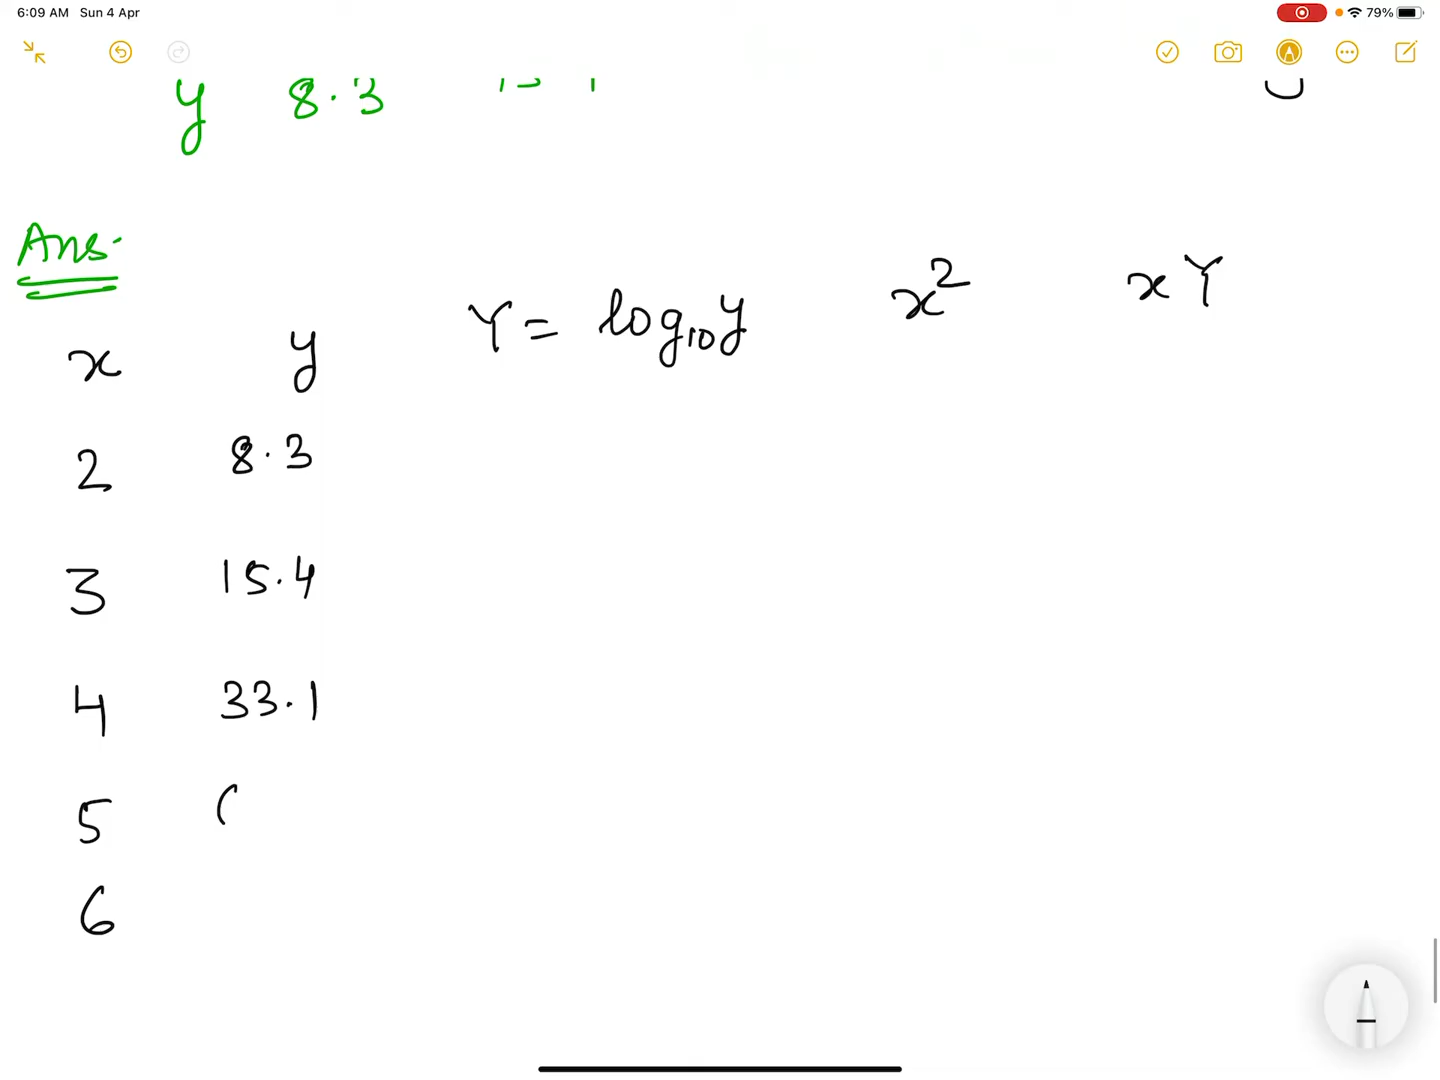 6:09 AM Sun 4 Apr
79%
y 8.3
Ans.
x y Y = log₁₀y x² xY
2 8.3
3 15.4
4 33.1
5 (
6